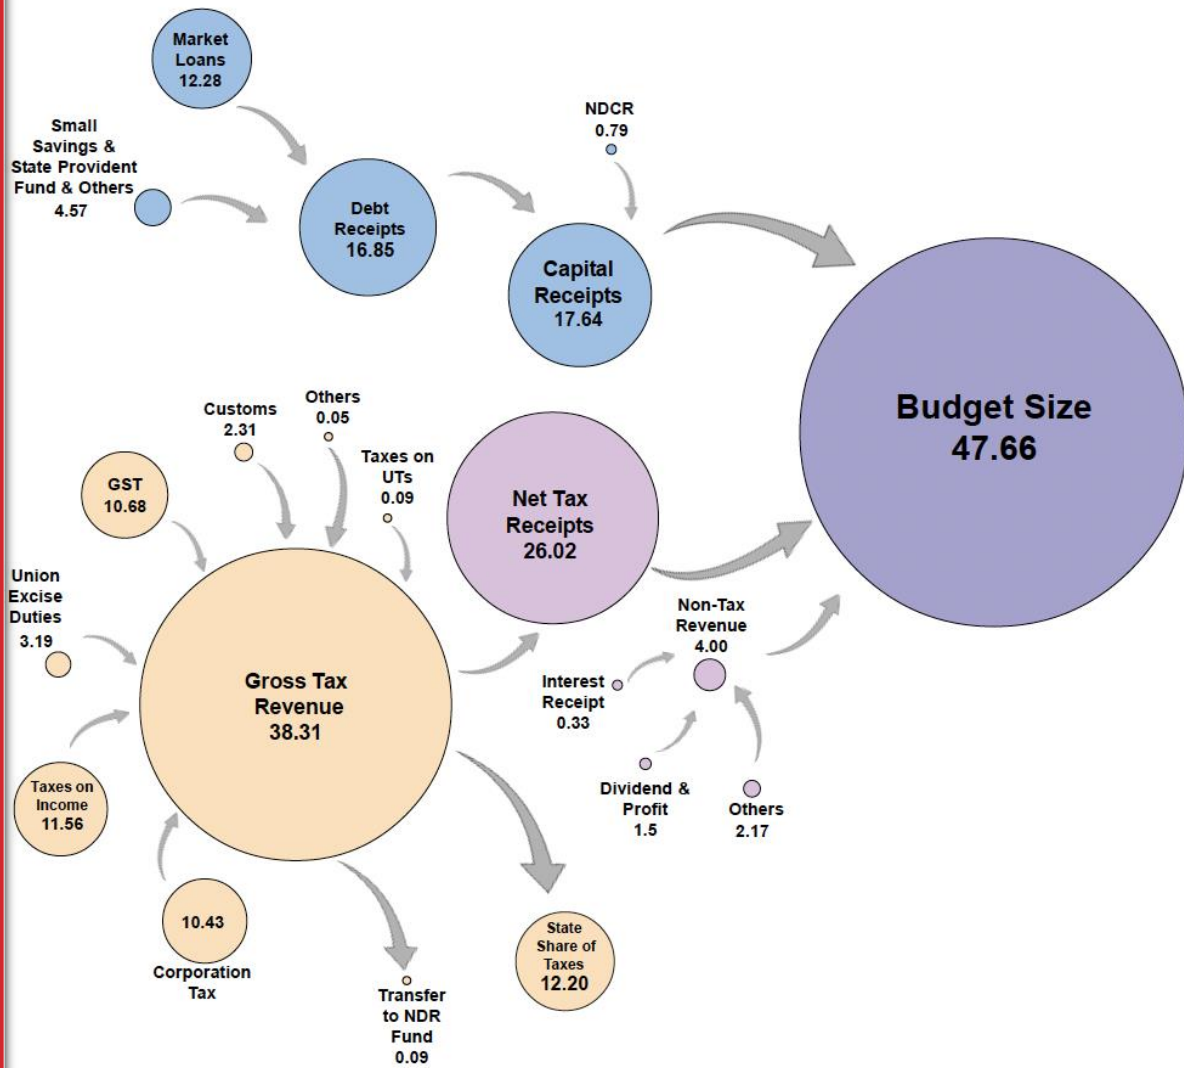 Market
Loans
12.28
Small
Savings &
State Provident
Fund & Others
4.57
NDCR
0.79
Debt
Receipts
16.85
Capital
Receipts
17.64
Budget Size
47.66
Customs
2.31
Others
0.05
Taxes on
UTs
0.09
GST
10.68
Net Tax
Receipts
26.02
Union
Excise
Duties
3.19
Non-Tax
Revenue
4.00
Interest
Receipt
0.33
Gross Tax
Revenue
38.31
Dividend &
Profit
1.5
Others
2.17
Taxes on
Income
11.56
10.43
Corporation
Tax
State
Share of
Taxes
12.20
Transfer
to NDR
Fund
0.09